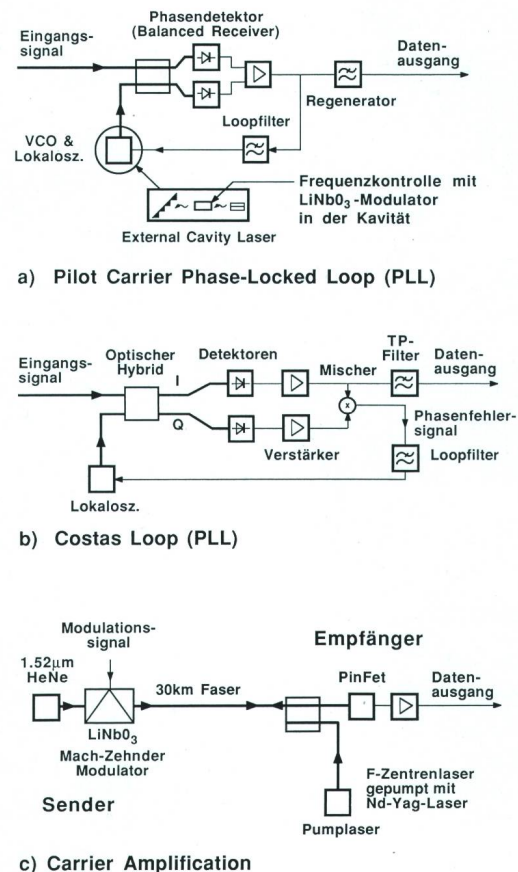 Phasendetektor
(Balanced Receiver)
Eingangs-
signal
Daten-
ausgang
Regenerator
Loopfilter
VCO &
Lokalosz.
Frequenzkontrolle mit
LiNb0₃-Modulator
in der Kavität
External Cavity Laser
a) Pilot Carrier Phase-Locked Loop (PLL)
Eingangs-
signal
Optischer
Hybrid
I
Q
Detektoren
Mischer
TP-
Filter
Daten-
ausgang
x
Phasenfehler-
signal
Verstärker
Loopfilter
Lokalosz.
b) Costas Loop (PLL)
Modulations-
signal
Empfänger
1.52µm
HeNe
30km Faser
PinFet
Daten-
ausgang
LiNb0₃
Mach-Zehnder
Modulator
F-Zentrenlaser
gepumpt mit
Nd-Yag-Laser
Sender
Pumplaser
c) Carrier Amplification